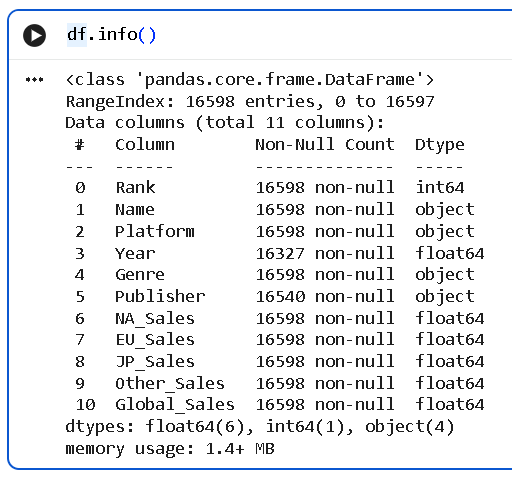 df.info()
<class 'pandas.core.frame.DataFrame'>
RangeIndex: 16598 entries, 0 to 16597
Data columns (total 11 columns):
 #   Column        Non-Null Count  Dtype
---  ------        --------------  -----
 0   Rank          16598 non-null  int64
 1   Name          16598 non-null  object
 2   Platform      16598 non-null  object
 3   Year          16327 non-null  float64
 4   Genre         16598 non-null  object
 5   Publisher     16540 non-null  object
 6   NA_Sales      16598 non-null  float64
 7   EU_Sales      16598 non-null  float64
 8   JP_Sales      16598 non-null  float64
 9   Other_Sales   16598 non-null  float64
 10  Global_Sales  16598 non-null  float64
dtypes: float64(6), int64(1), object(4)
memory usage: 1.4+ MB